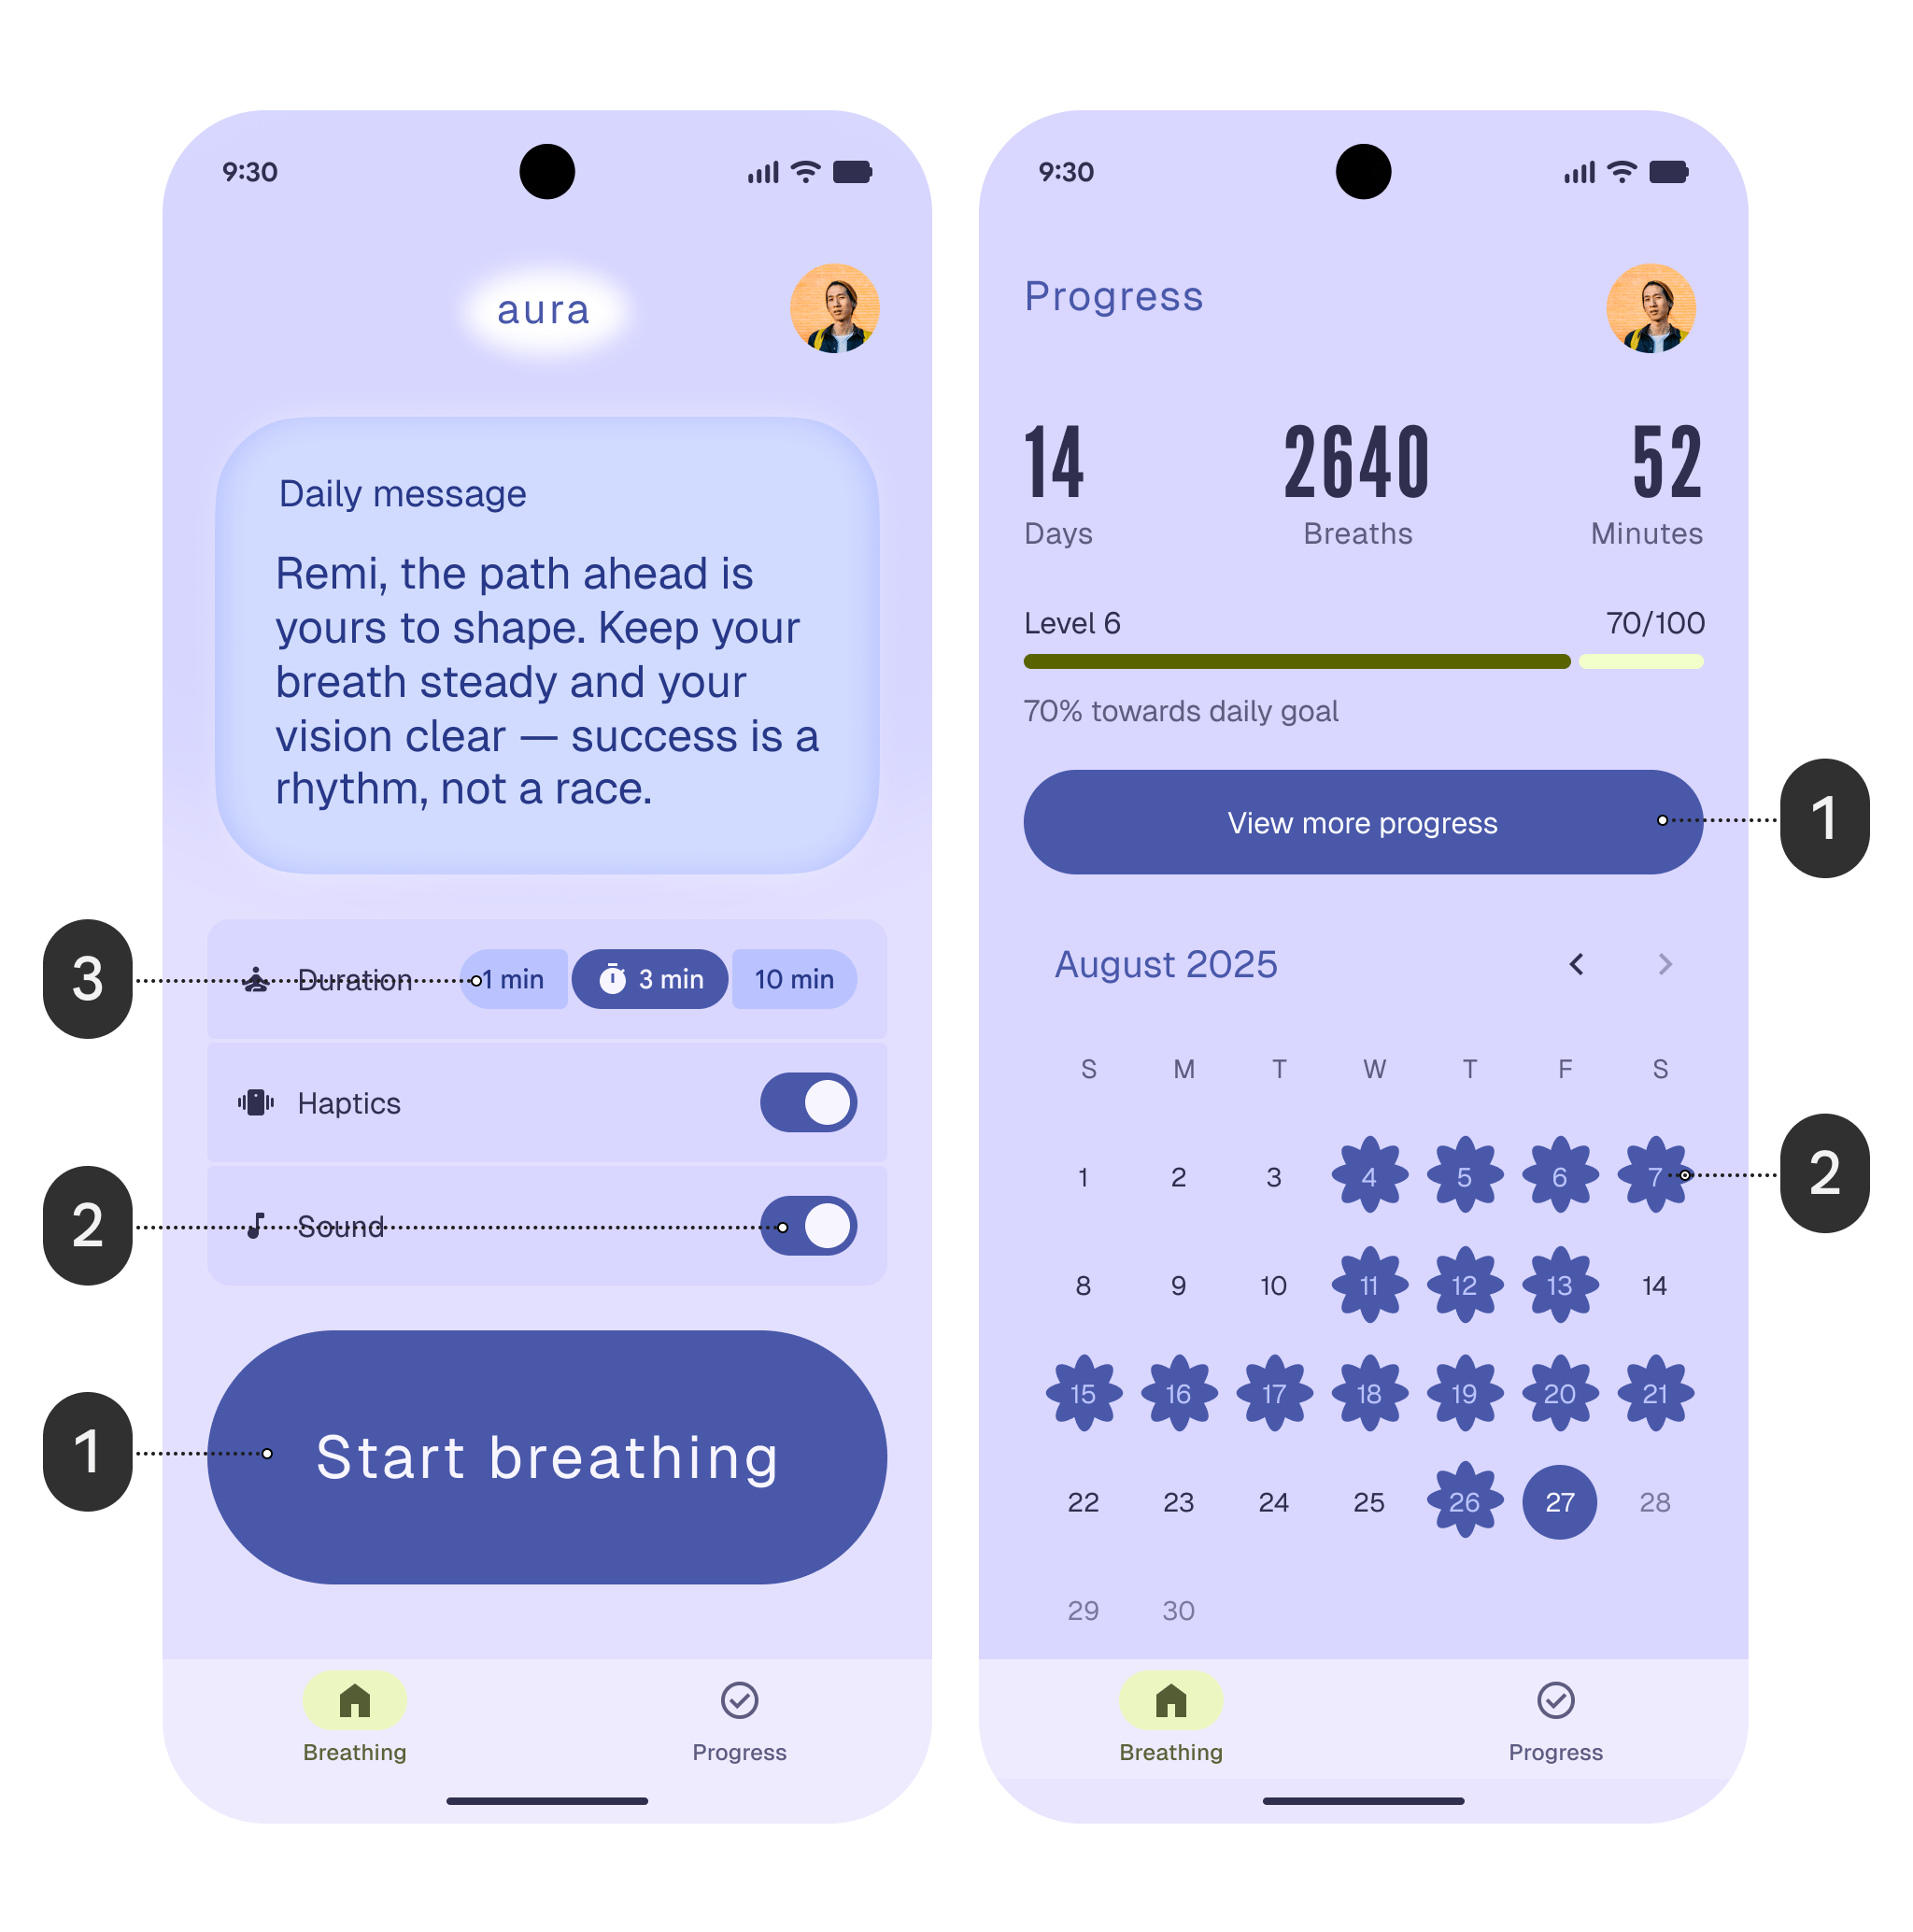 9:30
aura
Daily message
Remi, the path ahead is
yours to shape. Keep your
breath steady and your
vision clear — success is a
rhythm, not a race.
3
Duration 1 min 3 min 10 min
Haptics
2
Sound
1
Start breathing
Breathing Progress
9:30
Progress
14 2640 52
Days Breaths Minutes
Level 6 70/100
70% towards daily goal
View more progress
1
August 2025
S M T W T F S
1 2 3 4 5 6 7
2
8 9 10 11 12 13 14
15 16 17 18 19 20 21
22 23 24 25 26 27 28
29 30
Breathing Progress